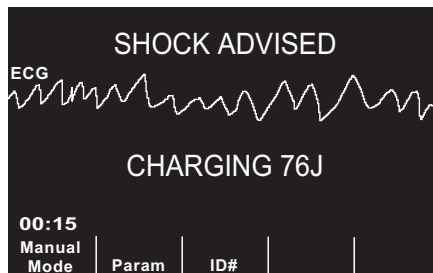 SHOCK ADVISED
ECG
CHARGING 76J
00:15
Manual
Mode Param ID#